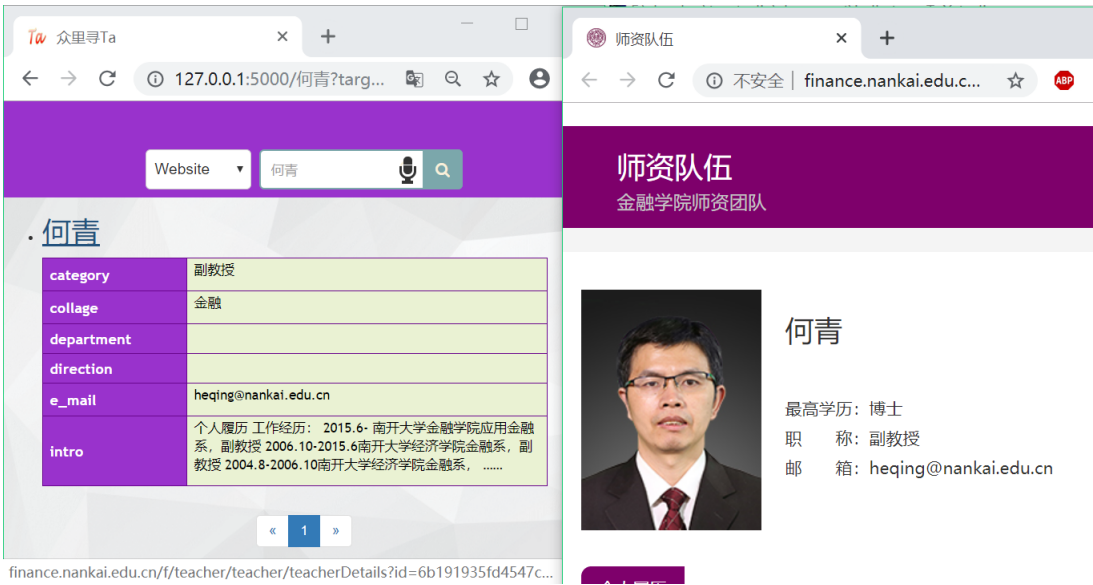 众里寻Ta
127.0.0.1:5000/何青?targ...
Website
何青
何青
category 副教授
collage 金融
department
direction
e_mail heqing@nankai.edu.cn
intro
个人履历 工作经历： 2015.6- 南开大学金融学院应用金融
系，副教授 2006.10-2015.6南开大学经济学院金融系，副
教授 2004.8-2006.10南开大学经济学院金融系， ......
« 1 »
finance.nankai.edu.cn/f/teacher/teacher/teacherDetails?id=6b191935fd4547c...
师资队伍
不安全 | finance.nankai.edu.c...
ABP
师资队伍
金融学院师资团队
何青
最高学历：博士
职 称：副教授
邮 箱：heqing@nankai.edu.cn